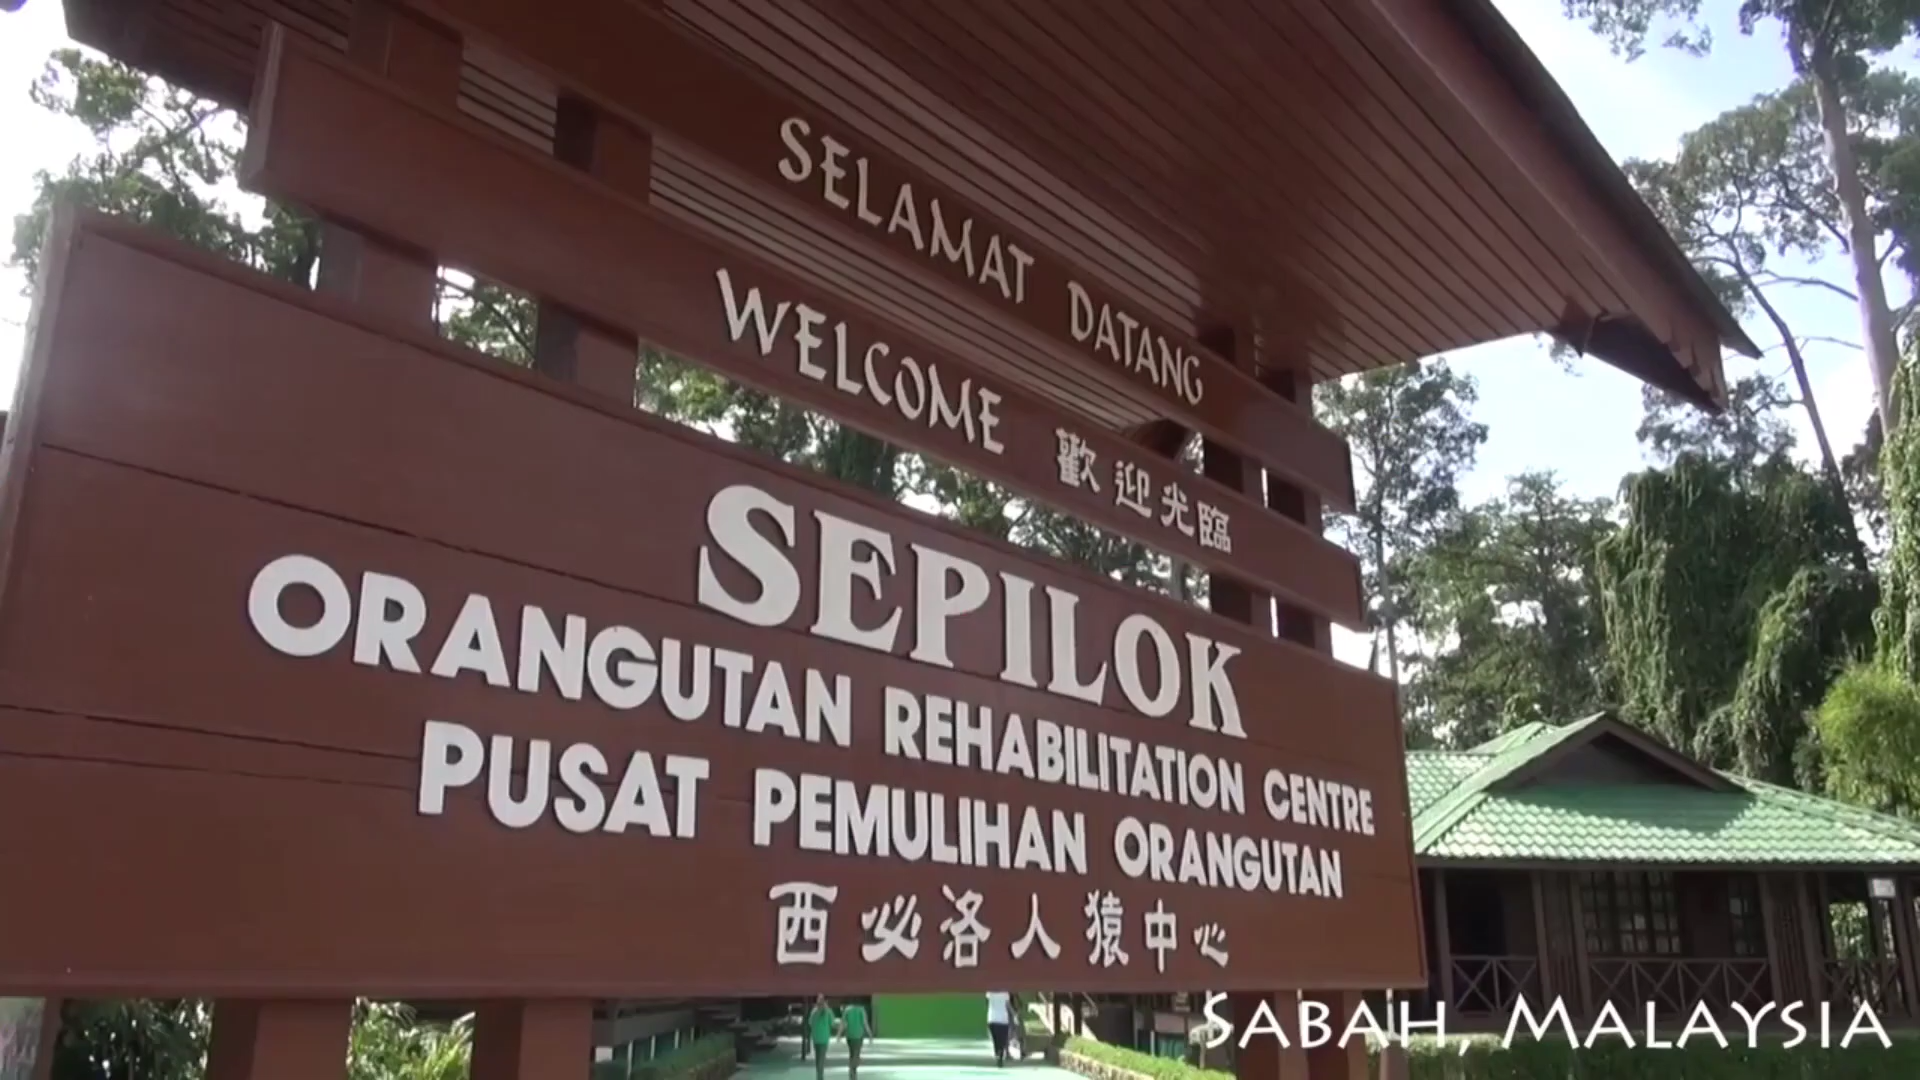 SELAMAT DATANG
WELCOME 歡迎光臨
SEPILOK
ORANGUTAN REHABILITATION CENTRE
PUSAT PEMULIHAN ORANGUTAN
西必洛人猿中心
SABAH, MALAYSIA